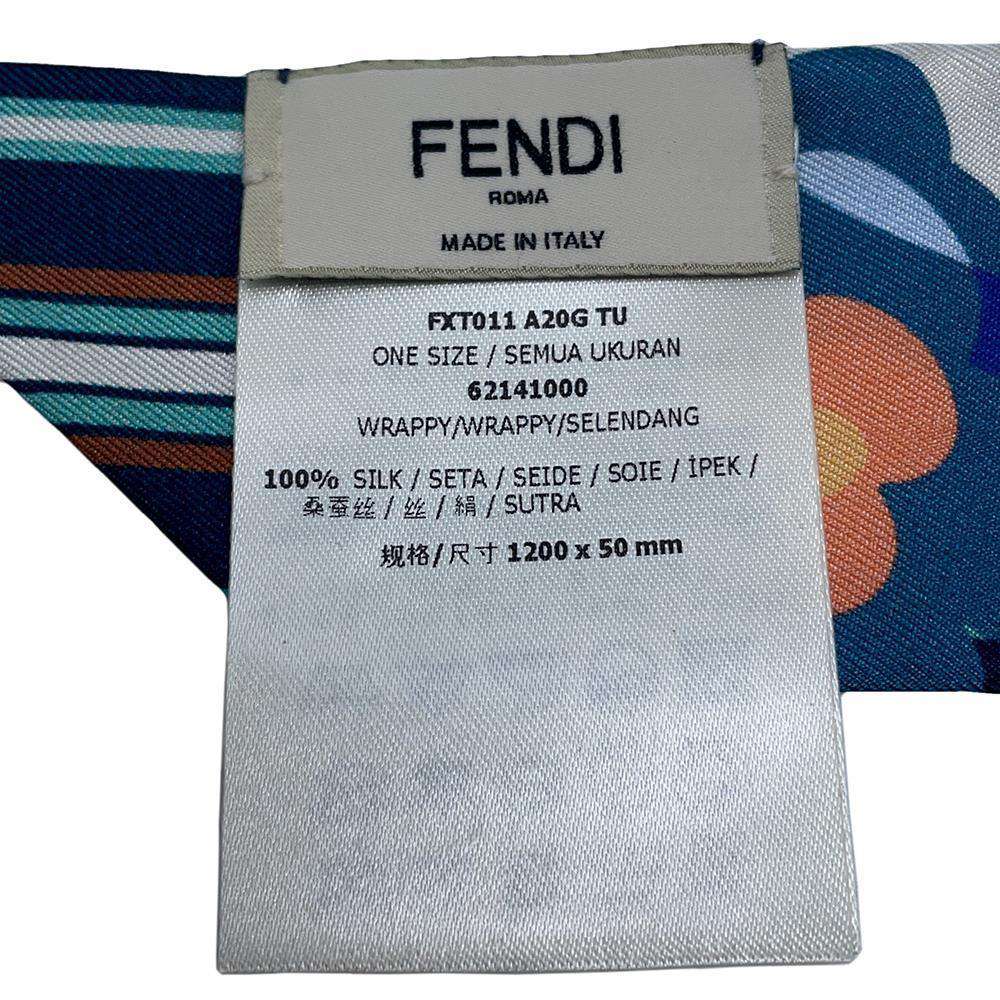 FENDI
ROMA
MADE IN ITALY
FXT011 A20G TU
ONE SIZE / SEMUA UKURAN
62141000
WRAPPY/WRAPPY/SELENDANG
100% SILK / SETA / SEIDE / SOIE / İPEK /
桑蚕丝 / 丝 / 絹 / SUTRA
规格/尺寸 1200 x 50 mm